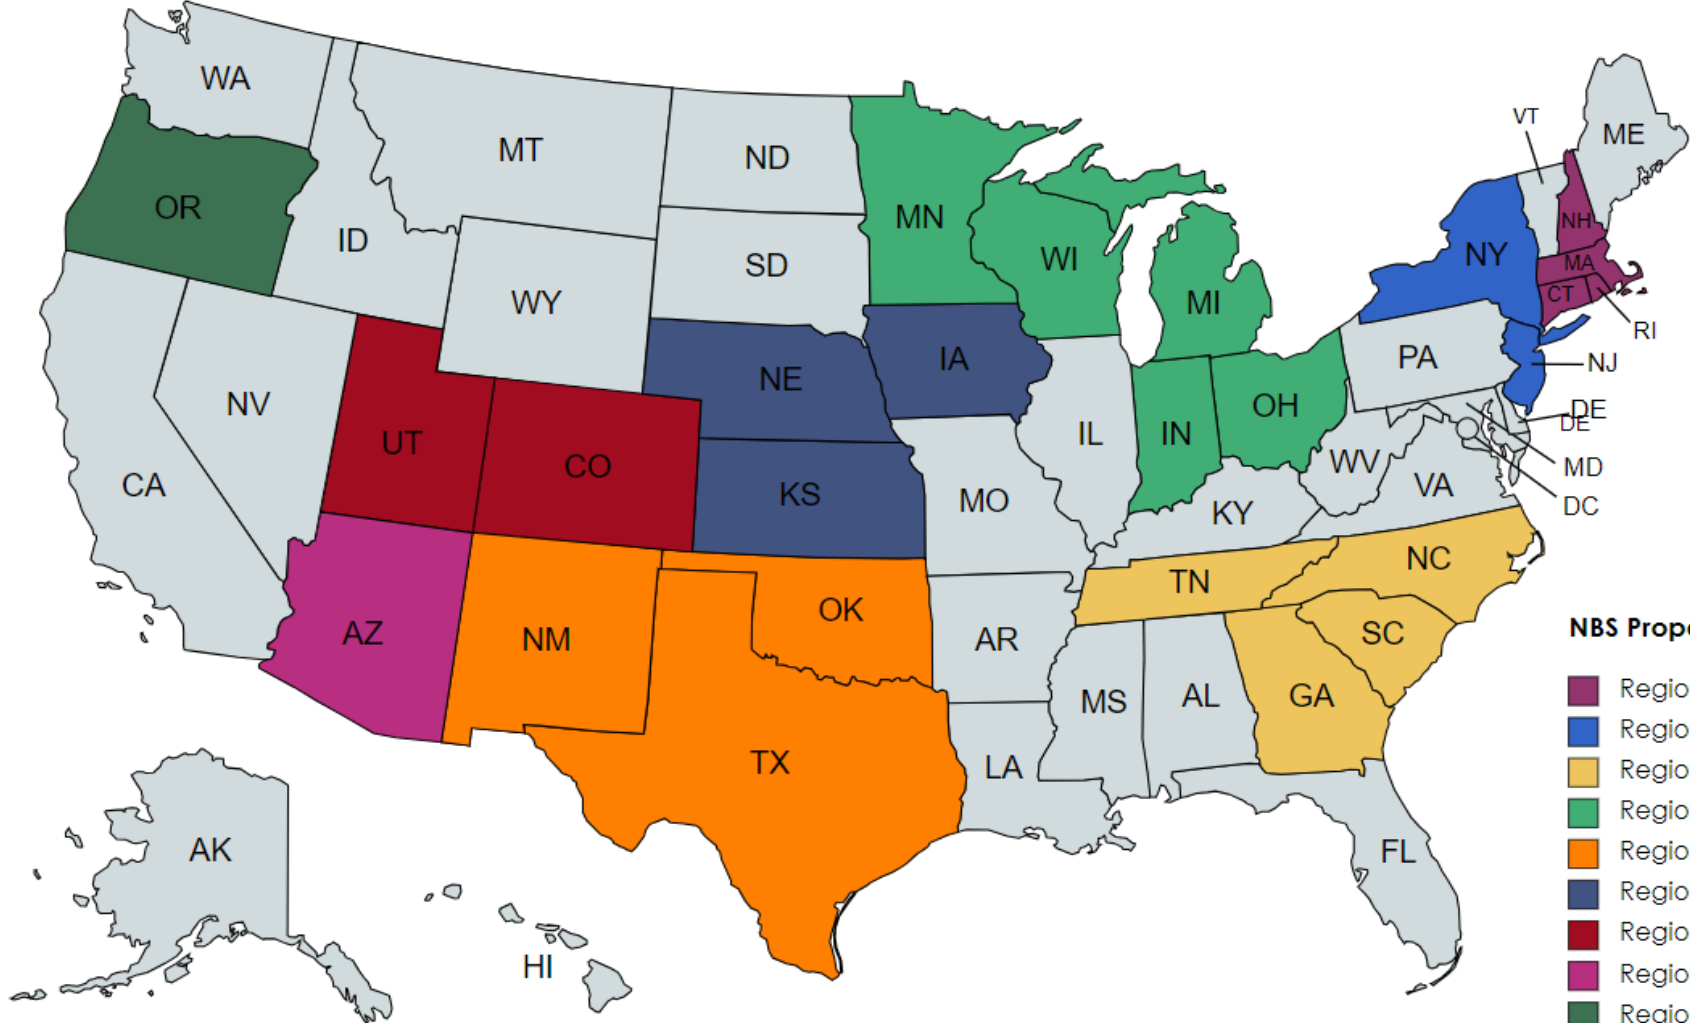 WA
MT
ND
VT
ME
OR
MN
NH
ID
WI
NY
SD
MA
WY
MI
CT
RI
IA
PA
NJ
NE
NV
OH
DE
DE
UT
IL
IN
CO
WV
MD
CA
KS
MO
VA
KY
DC
NC
TN
OK
AZ
NM
AR
SC
NBS Prop
GA
MS
AL
Regio
Regio
TX
LA
Regio
Regio
AK
FL
Regio
Regio
Regio
HI
Regio
Regio